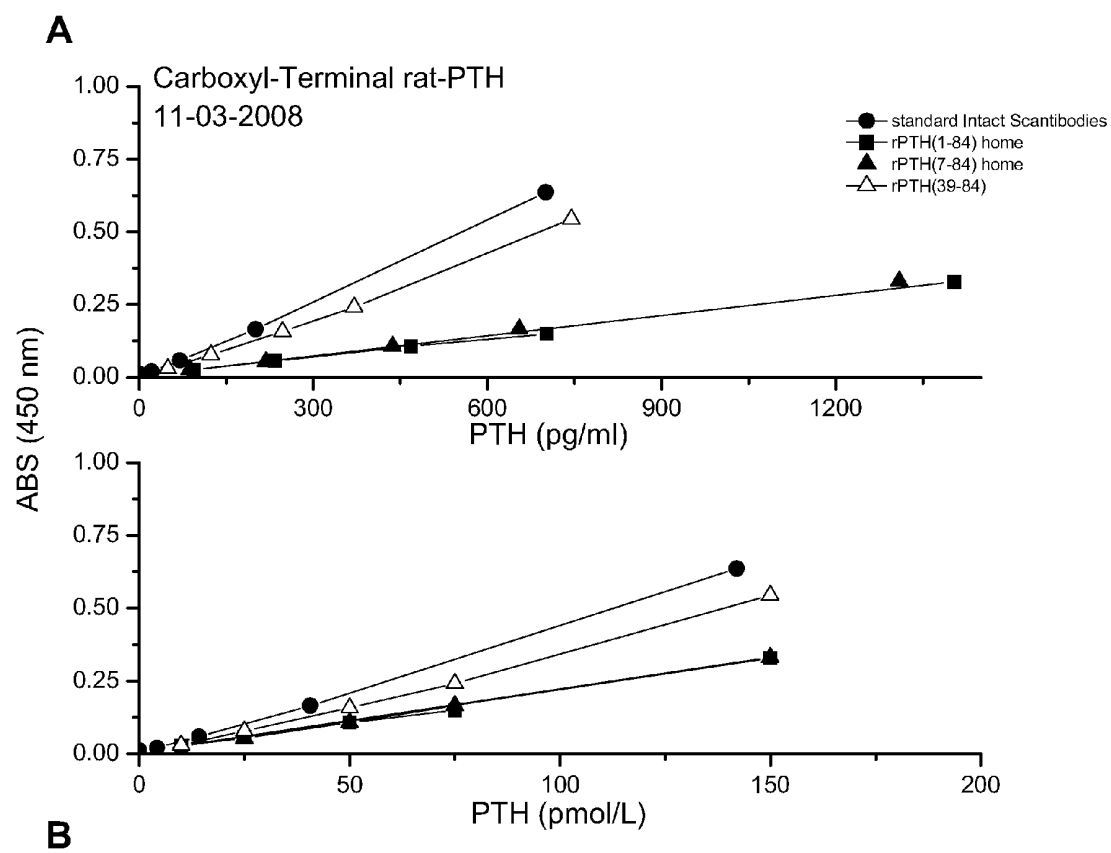 A
Carboxyl-Terminal rat-PTH
11-03-2008
standard Intact Scantibodies
rPTH(1-84) home
rPTH(7-84) home
rPTH(39-84)
1.00
0.75
0.50
0.25
0.00
0 300 600 900 1200
PTH (pg/ml)
ABS (450 nm)
1.00
0.75
0.50
0.25
0.00
0 50 100 150 200
PTH (pmol/L)
B